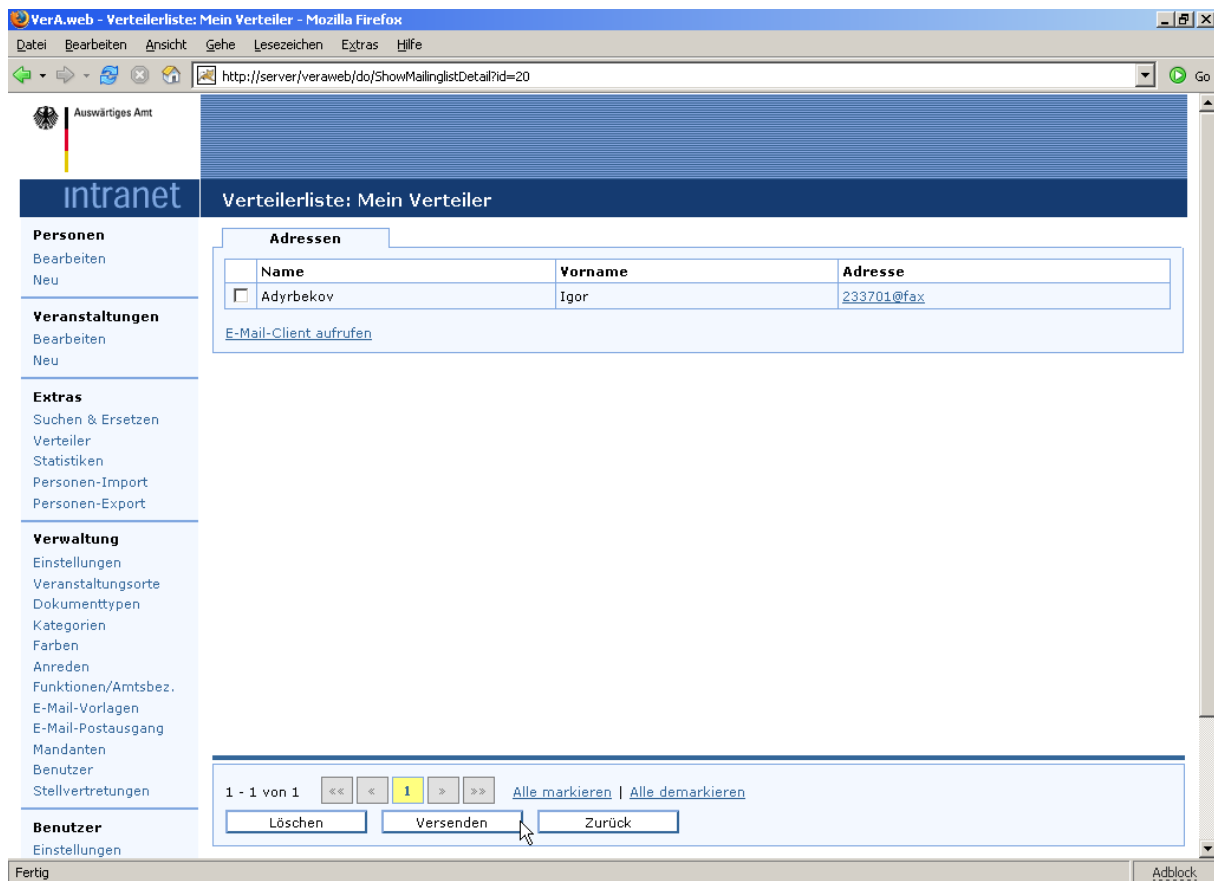 VerA.web - Verteilerliste: Mein Verteiler - Mozilla Firefox
Datei Bearbeiten Ansicht Gehe Lesezeichen Extras Hilfe
http://server/veraweb/do/ShowMailinglistDetail?id=20 Go
Auswärtiges Amt
intranet
Verteilerliste: Mein Verteiler
Personen
Bearbeiten
Neu
Veranstaltungen
Bearbeiten
Neu
Extras
Suchen & Ersetzen
Verteiler
Statistiken
Personen-Import
Personen-Export
Verwaltung
Einstellungen
Veranstaltungsorte
Dokumenttypen
Kategorien
Farben
Anreden
Funktionen/Amtsbez.
E-Mail-Vorlagen
E-Mail-Postausgang
Mandanten
Benutzer
Stellvertretungen
Benutzer
Einstellungen
Adressen
Name Vorname Adresse
Adyrbekov Igor 233701@fax
E-Mail-Client aufrufen
1 - 1 von 1 «« « 1 » »» Alle markieren | Alle demarkieren
Löschen Versenden Zurück
Fertig Adblock